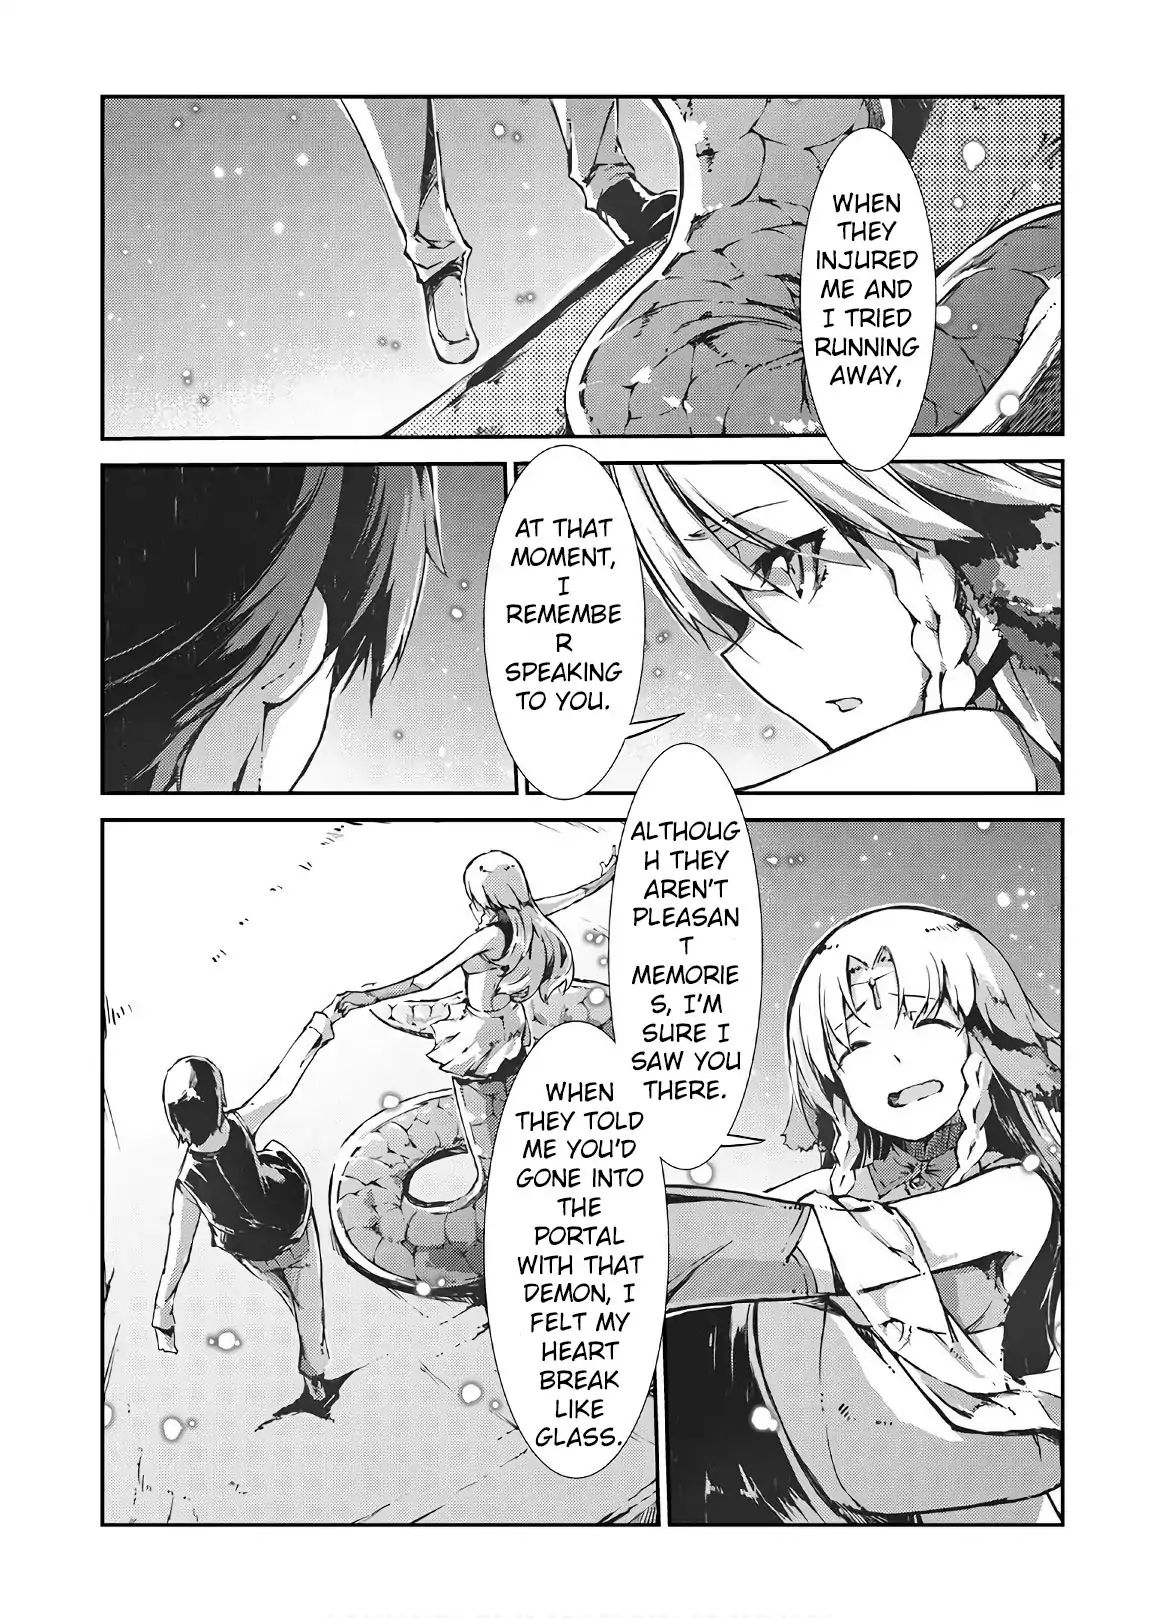 WHEN
THEY
INJURED
ME AND
I TRIED
RUNNING
AWAY,
AT THAT
MOMENT,
I
REMEMBE
R
SPEAKING
TO YOU.
ALTHOUG
H THEY
AREN'T
PLEASAN
T
MEMORIE
S, I'M
SURE I
SAW YOU
THERE.
WHEN
THEY TOLD
ME YOU'D
GONE INTO
THE
PORTAL
WITH THAT
DEMON, I
FELT MY
HEART
BREAK
LIKE
GLASS.